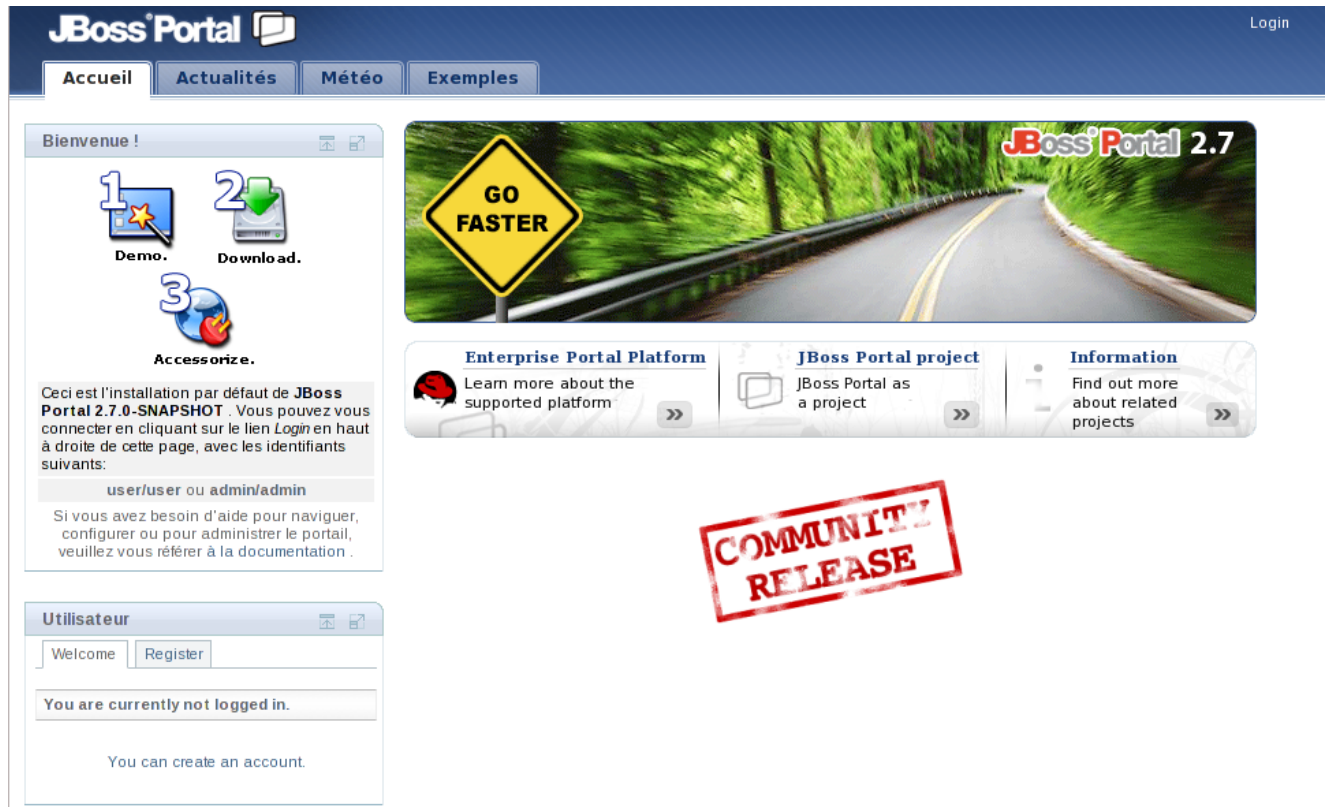 JBoss Portal
Login
Accueil
Actualités
Météo
Exemples
Bienvenue !
1
2
Demo.
Download.
3
Accessorize.
Ceci est l'installation par défaut de JBoss
Portal 2.7.0-SNAPSHOT . Vous pouvez vous
connecter en cliquant sur le lien Login en haut
à droite de cette page, avec les identifiants
suivants:
user/user ou admin/admin
Si vous avez besoin d'aide pour naviguer,
configurer ou pour administrer le portail,
veuillez vous référer à la documentation .
Utilisateur
Welcome
Register
You are currently not logged in.
You can create an account.
GO
FASTER
JBoss Portal 2.7
Enterprise Portal Platform
Learn more about the
supported platform
»
JBoss Portal project
JBoss Portal as
a project
»
Information
Find out more
about related
projects
»
COMMUNITY
RELEASE